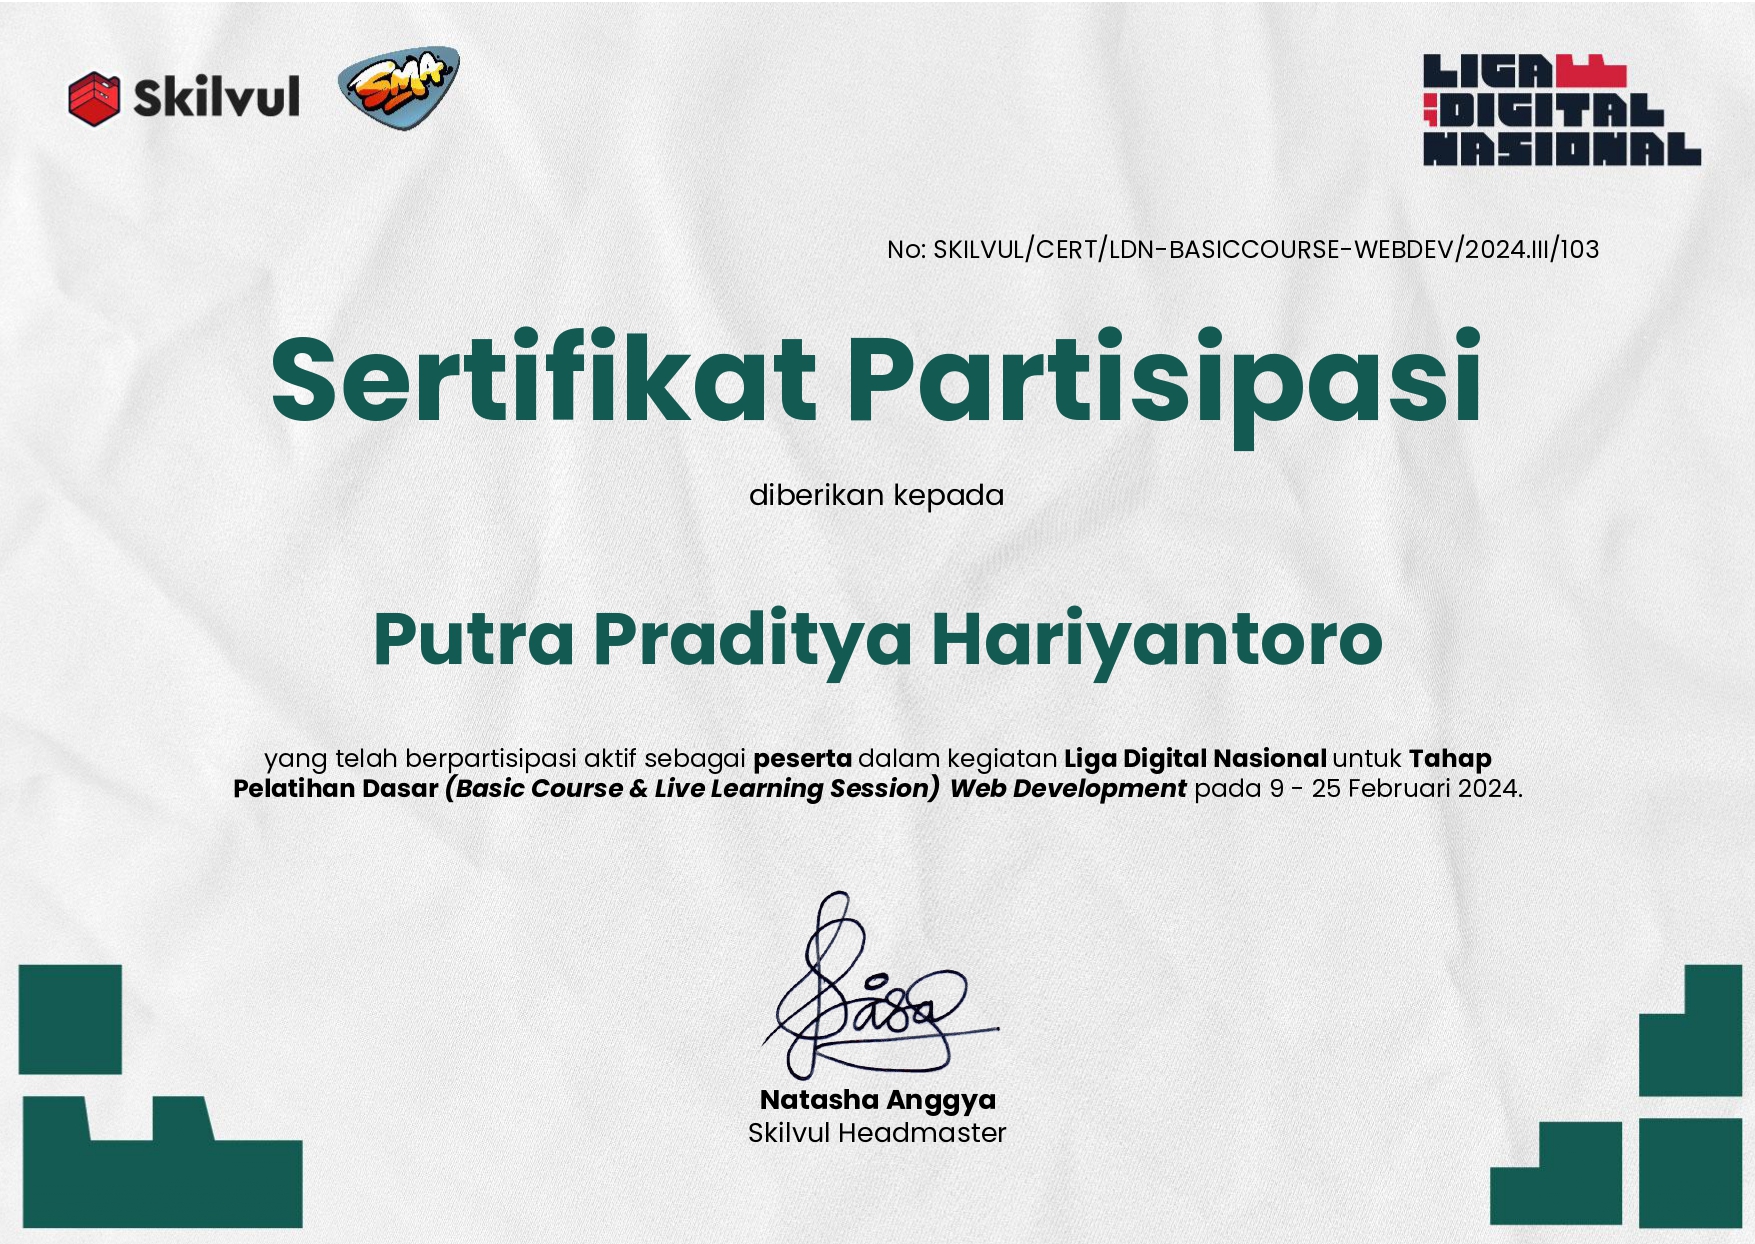 Skilvul
SMA
LIGA
DIGITAL
NASIONAL
No: SKILVUL/CERT/LDN-BASICCOURSE-WEBDEV/2024.III/103
Sertifikat Partisipasi
diberikan kepada
Putra Praditya Hariyantoro
yang telah berpartisipasi aktif sebagai peserta dalam kegiatan Liga Digital Nasional untuk Tahap
Pelatihan Dasar (Basic Course & Live Learning Session) Web Development pada 9 - 25 Februari 2024.
Natasha Anggya
Skilvul Headmaster